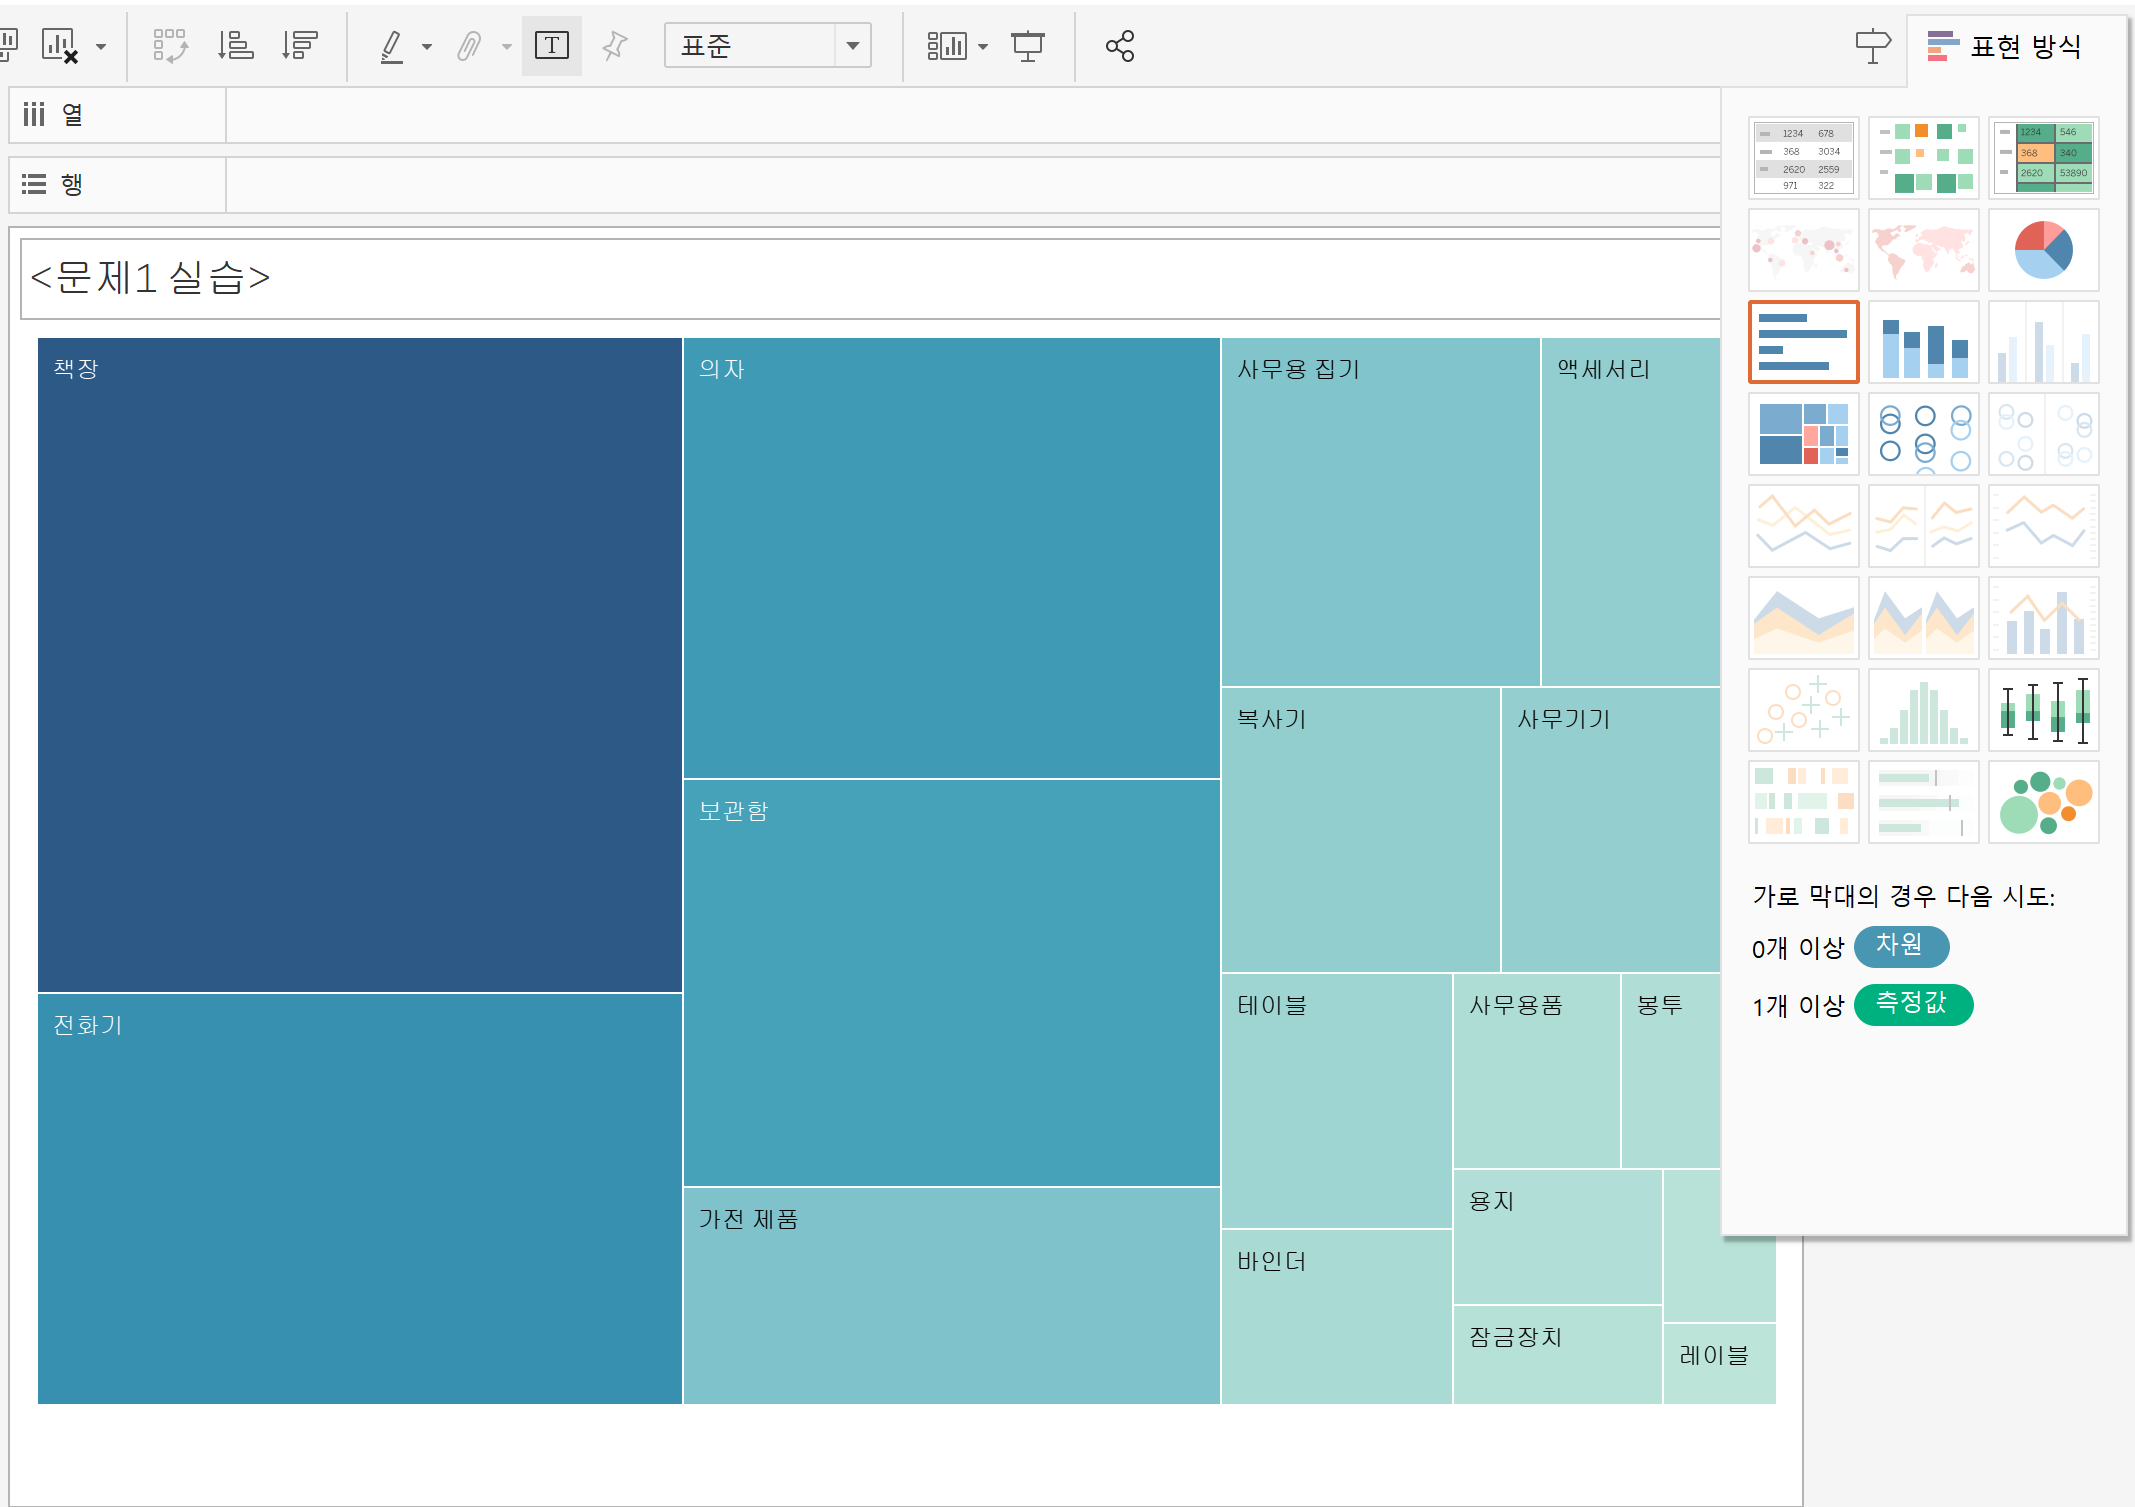 표준
표현 방식
열
행
<문제1 실습>
책장
의자
사무용 집기
액세서리
복사기
사무기기
보관함
전화기
가전 제품
테이블
사무용품
봉투
용지
바인더
잠금장치
레이블
1234 678
368 3034
2620 2559
971 322
1234 546
368 340
2620 53890
가로 막대의 경우 다음 시도:
0개 이상 차원
1개 이상 측정값